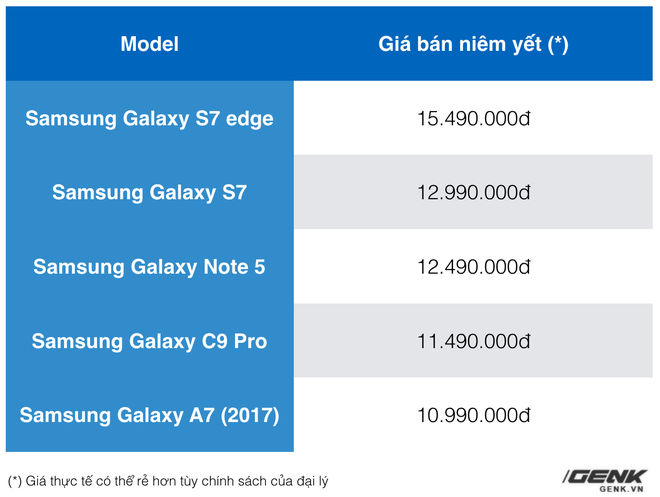 Model Giá bán niêm yết (*)
Samsung Galaxy S7 edge 15.490.000đ
Samsung Galaxy S7 12.990.000đ
Samsung Galaxy Note 5 12.490.000đ
Samsung Galaxy C9 Pro 11.490.000đ
Samsung Galaxy A7 (2017) 10.990.000đ
(*) Giá thực tế có thể rẻ hơn tùy chính sách của đại lý
GENK
GENK.VN